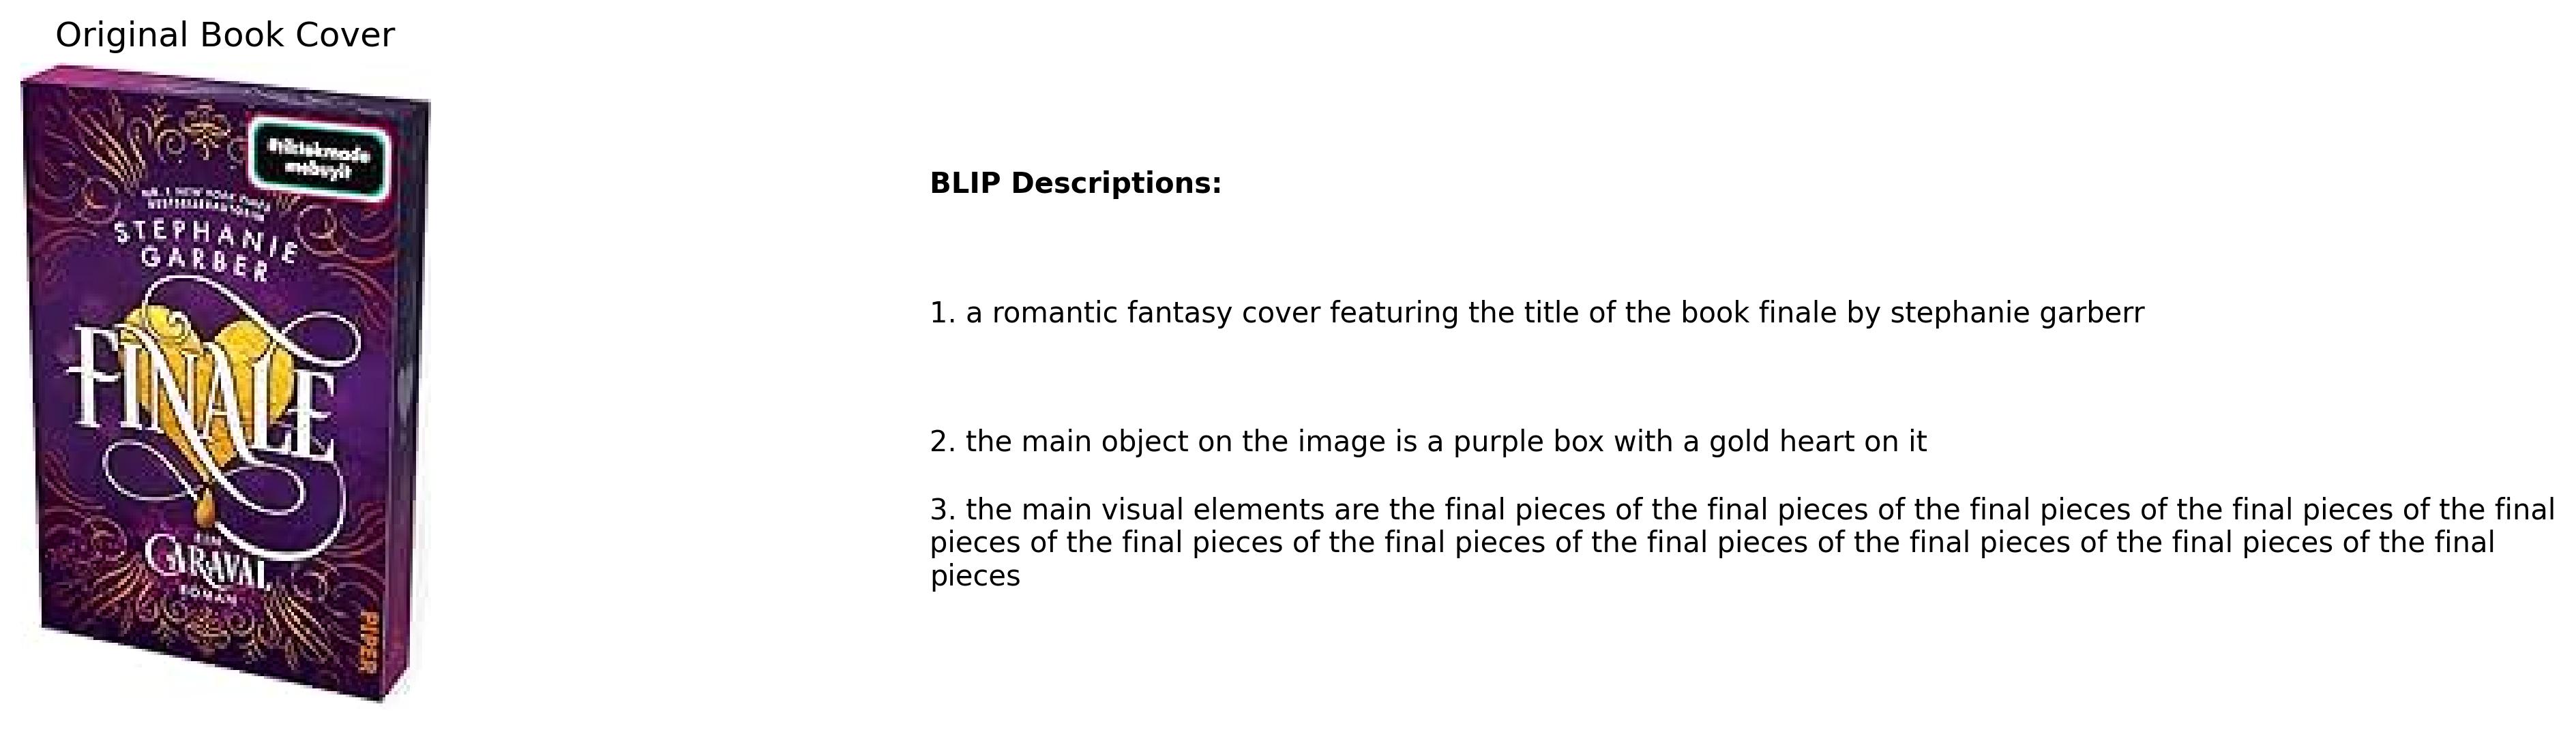 Original Book Cover
#tiktokmade
mebuyit
NR. 1 NEW YORK TIMES
STEPHANIE
GARBER
FINALE
EIN
CARAVAL
ROMAN
PIPER
BLIP Descriptions:
1. a romantic fantasy cover featuring the title of the book finale by stephanie garberr
2. the main object on the image is a purple box with a gold heart on it
3. the main visual elements are the final pieces of the final pieces of the final pieces of the final pieces of the final
pieces of the final pieces of the final pieces of the final pieces of the final pieces of the final pieces of the final
pieces